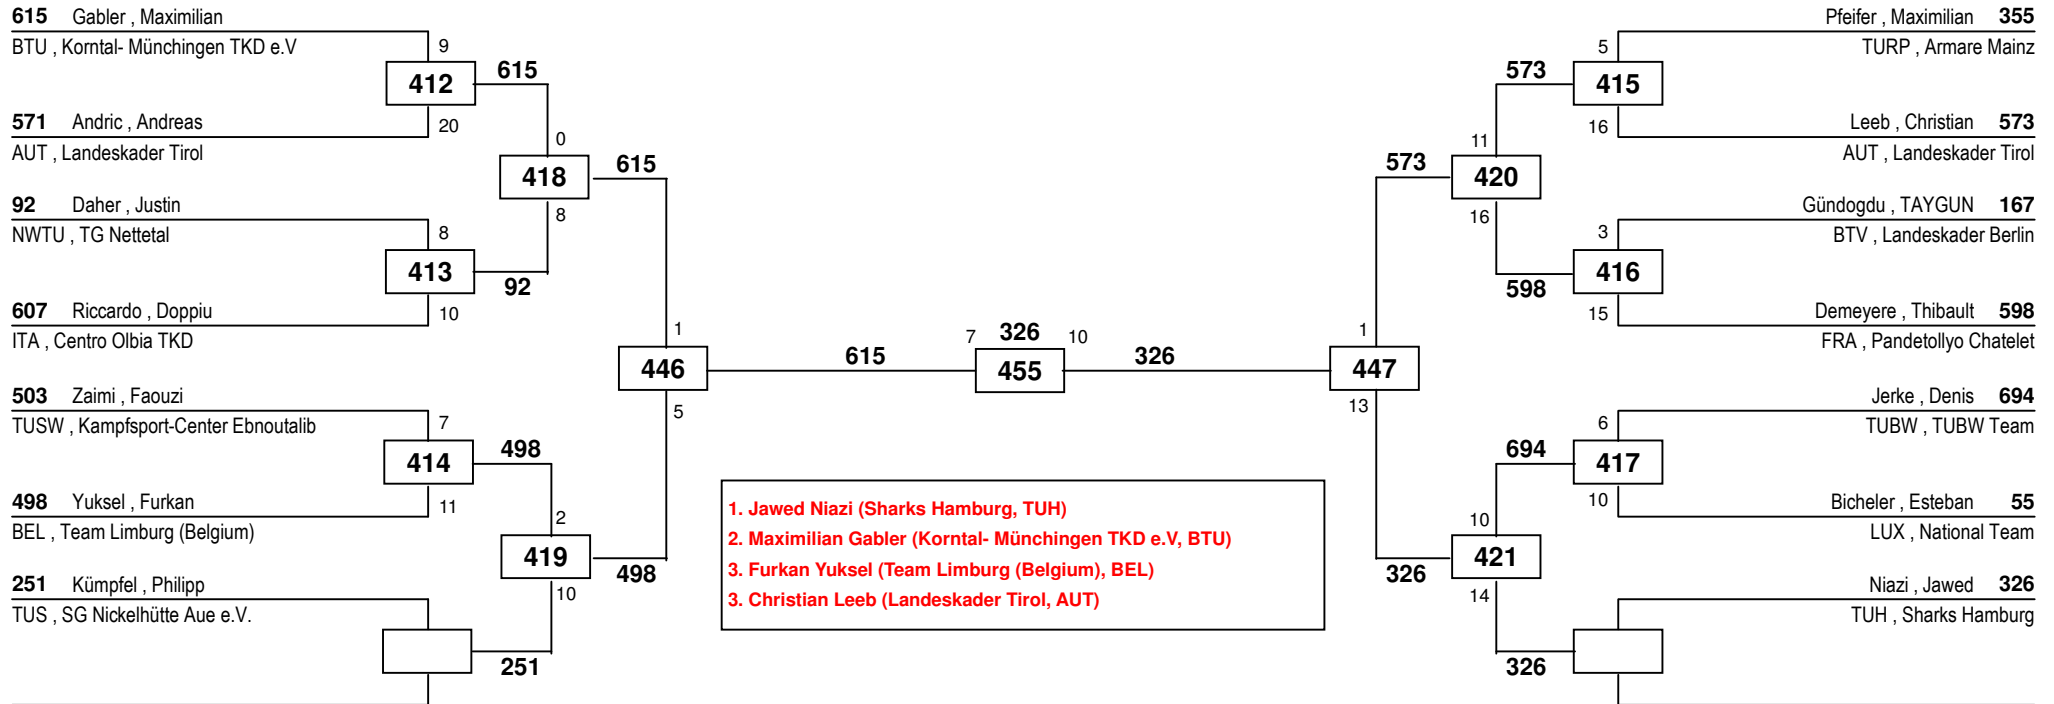 615 Gabler , Maximilian
BTU , Korntal- Münchingen TKD e.V
9
412
615
20
571 Andric , Andreas
AUT , Landeskader Tirol
0
418
615
8
92 Daher , Justin
NWTU , TG Nettetal
8
413
92
10
607 Riccardo , Doppiu
ITA , Centro Olbia TKD
1
446
615
5
503 Zaimi , Faouzi
TUSW , Kampfsport-Center Ebnoutalib
7
414
498
11
498 Yuksel , Furkan
BEL , Team Limburg (Belgium)
2
419
498
10
251 Kümpfel , Philipp
TUS , SG Nickelhütte Aue e.V.
251
7 326 10
455
326
1. Jawed Niazi (Sharks Hamburg, TUH)
2. Maximilian Gabler (Korntal- Münchingen TKD e.V, BTU)
3. Furkan Yuksel (Team Limburg (Belgium), BEL)
3. Christian Leeb (Landeskader Tirol, AUT)
Pfeifer , Maximilian 355
TURP , Armare Mainz
5
573
415
16
Leeb , Christian 573
AUT , Landeskader Tirol
11
573
420
16
Gündogdu , TAYGUN 167
BTV , Landeskader Berlin
3
416
598
15
Demeyere , Thibault 598
FRA , Pandetollyo Chatelet
1
447
13
Jerke , Denis 694
TUBW , TUBW Team
6
694
417
10
Bicheler , Esteban 55
LUX , National Team
10
421
326
14
Niazi , Jawed 326
TUH , Sharks Hamburg
326